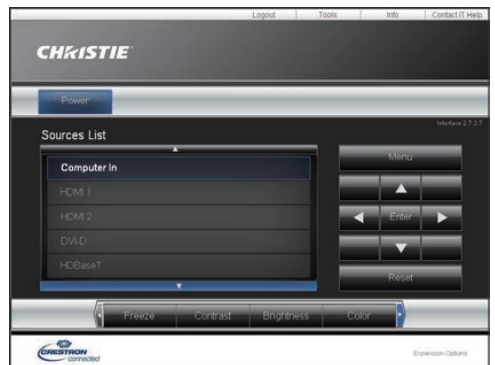 Logout Tools Info Contact IT Help
CHRISTIE
Power
Interface 2.7.2.7
Sources List
Menu
Computer In
HDMI 1
HDMI 2
Enter
DVI-D
HDBaseT
Reset
Freeze Contrast Brightness Color
CRESTRON
connected
Expansion Options